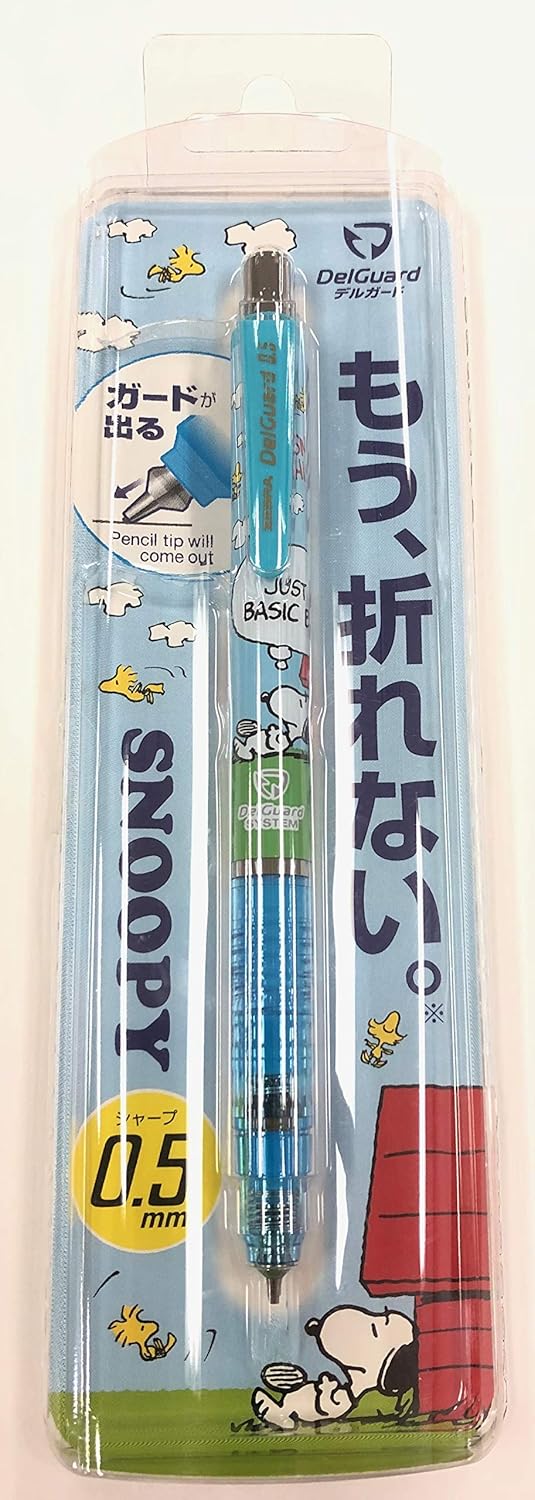 DelGuard
デルガード
もう、折れない。※
ガードが
出る
Pencil tip will
come out
ZEBRA DelGuard 0.5
JUST
BASIC
DelGuard
SYSTEM
SNOOPY
シャープ
0.5
mm